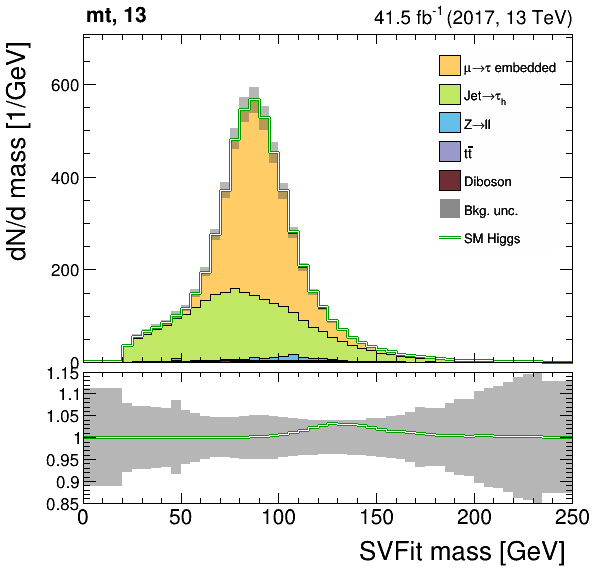 mt, 13
41.5 fb⁻¹ (2017, 13 TeV)
dN/d mass [1/GeV]
600
400
200
0
μ→τ embedded
Jet→τₕ
Z→ll
tt̄
Diboson
Bkg. unc.
SM Higgs
1.15
1.1
1.05
1
0.95
0.9
0.85
0 50 100 150 200 250
SVFit mass [GeV]